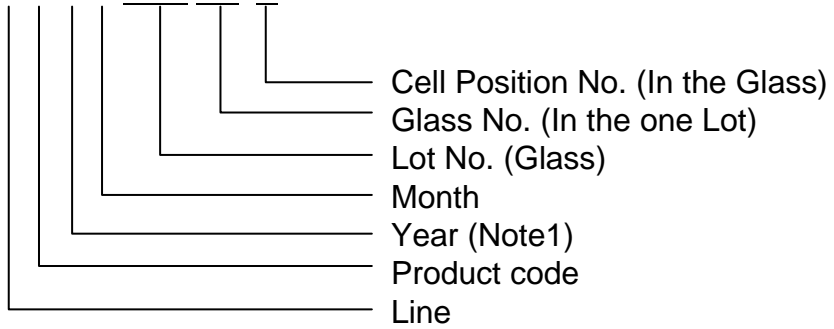 Cell Position No. (In the Glass)
Glass No. (In the one Lot)
Lot No. (Glass)
Month
Year (Note1)
Product code
Line